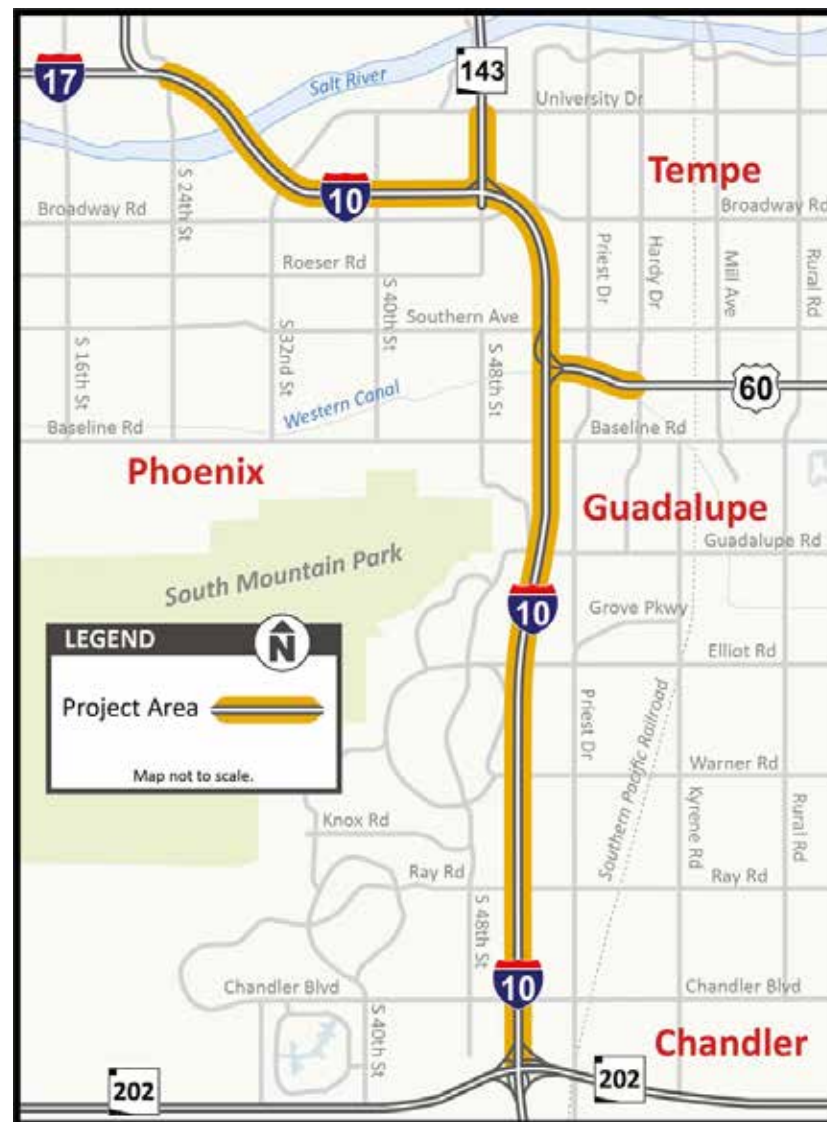 143
17
Salt River
University Dr
Tempe
S 24th St
10
Broadway Rd
Broadway Rd
Priest Dr
Hardy Dr
Mill Ave
Rural Rd
Roeser Rd
S 40th St
Southern Ave
S 32nd St
S 16th St
S 48th St
Western Canal
60
Baseline Rd
Baseline Rd
Phoenix
Guadalupe
South Mountain Park
Guadalupe Rd
10
Grove Pkwy
LEGEND
N
Elliot Rd
Project Area
Priest Dr
Southern Pacific Railroad
Map not to scale.
Warner Rd
Knox Rd
Kyrene Rd
Rural Rd
Ray Rd
Ray Rd
S 48th St
10
Chandler Blvd
Chandler Blvd
S 40th St
Chandler
202
202